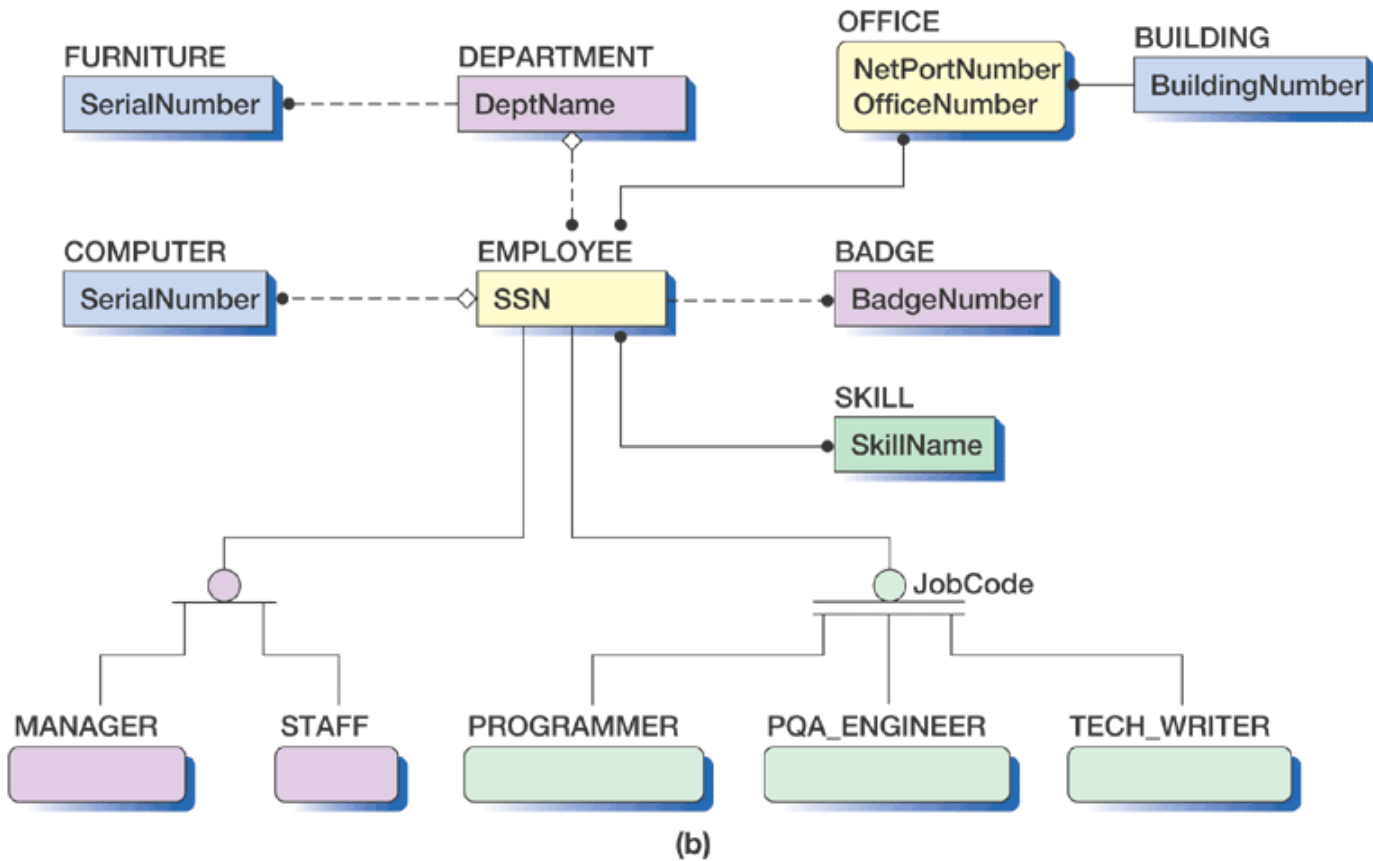 OFFICE
FURNITURE
DEPARTMENT
BUILDING
NetPortNumber
OfficeNumber
SerialNumber
DeptName
BuildingNumber
COMPUTER
EMPLOYEE
BADGE
SerialNumber
SSN
BadgeNumber
SKILL
SkillName
JobCode
MANAGER
STAFF
PROGRAMMER
PQA_ENGINEER
TECH_WRITER
(b)